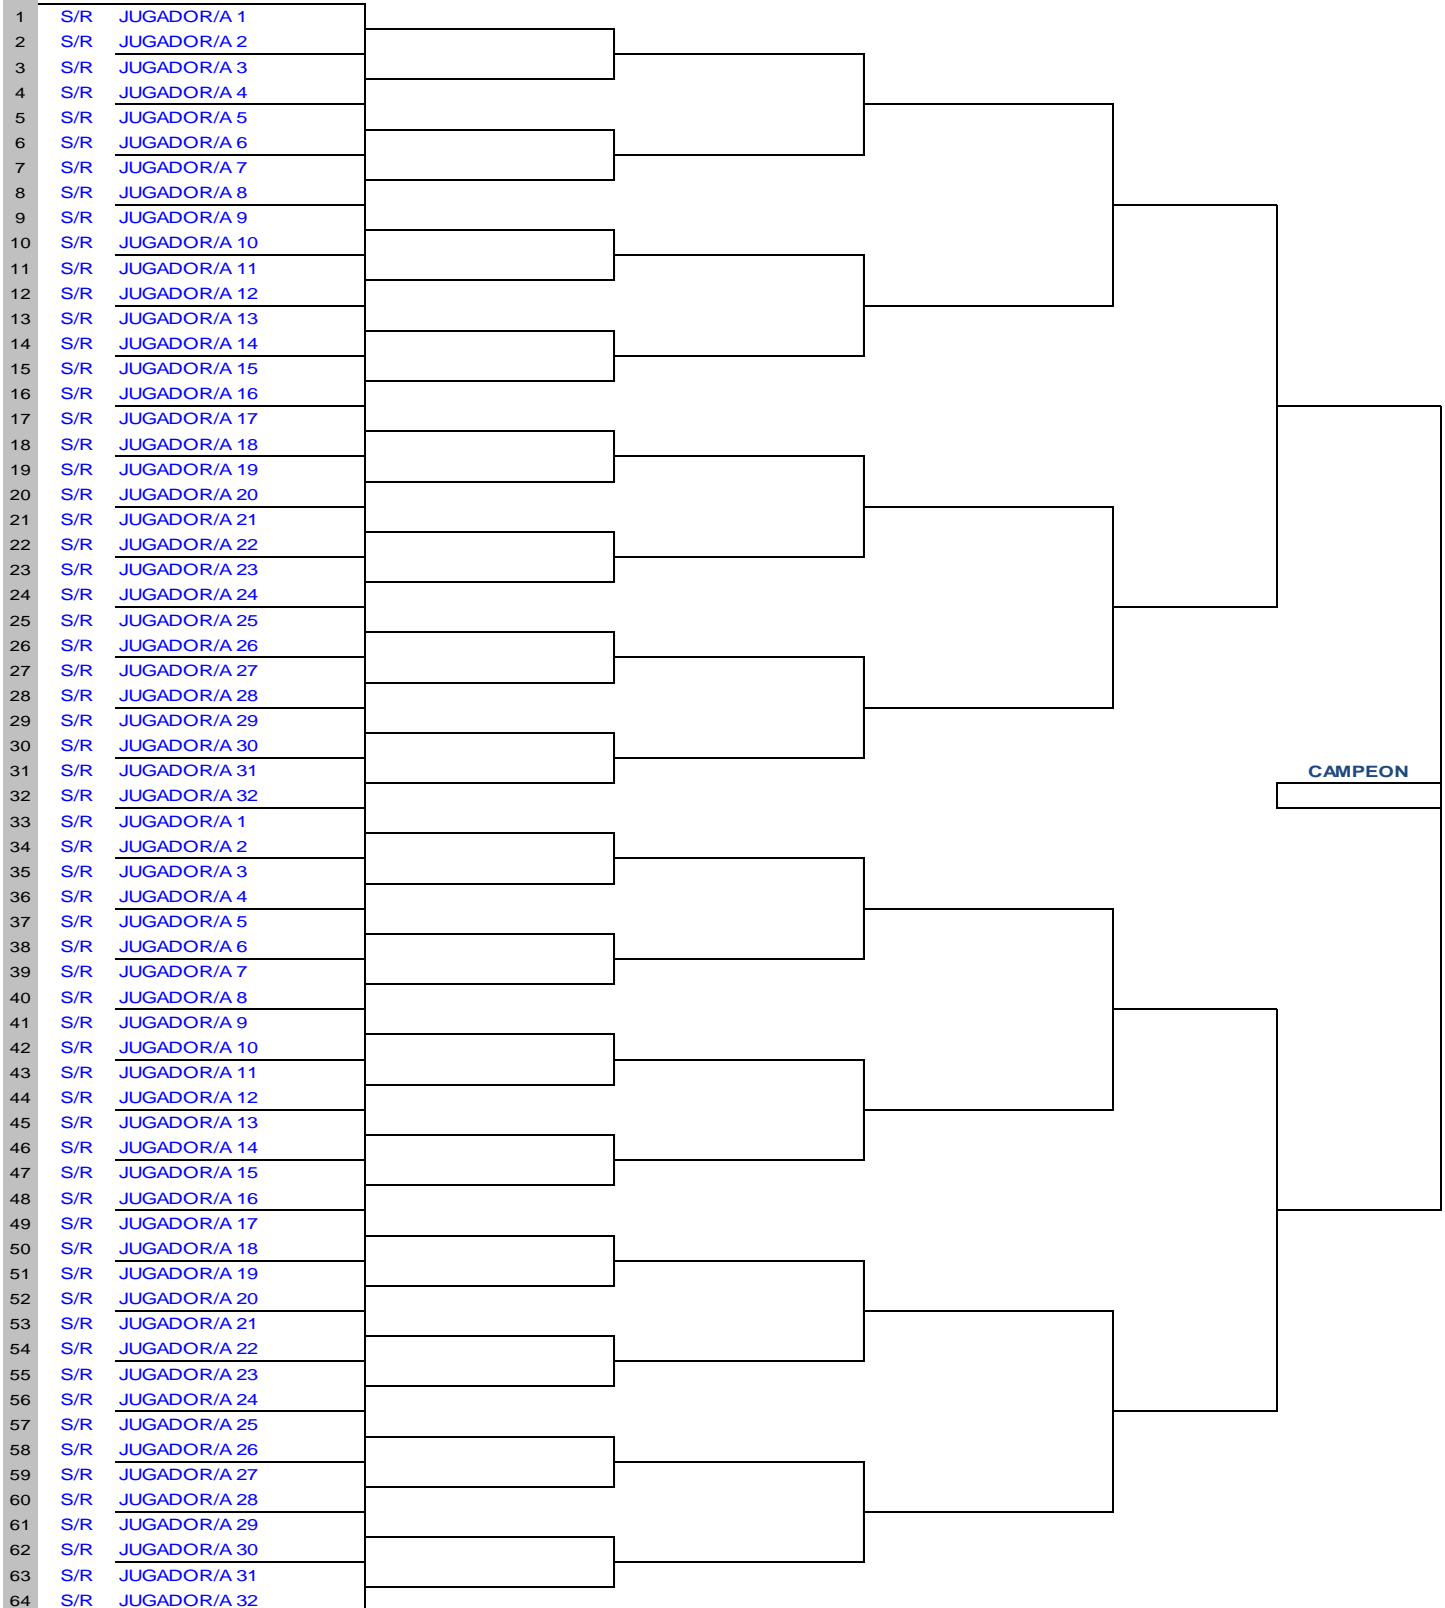 1 S/R JUGADOR/A 1
2 S/R JUGADOR/A 2
3 S/R JUGADOR/A 3
4 S/R JUGADOR/A 4
5 S/R JUGADOR/A 5
6 S/R JUGADOR/A 6
7 S/R JUGADOR/A 7
8 S/R JUGADOR/A 8
9 S/R JUGADOR/A 9
10 S/R JUGADOR/A 10
11 S/R JUGADOR/A 11
12 S/R JUGADOR/A 12
13 S/R JUGADOR/A 13
14 S/R JUGADOR/A 14
15 S/R JUGADOR/A 15
16 S/R JUGADOR/A 16
17 S/R JUGADOR/A 17
18 S/R JUGADOR/A 18
19 S/R JUGADOR/A 19
20 S/R JUGADOR/A 20
21 S/R JUGADOR/A 21
22 S/R JUGADOR/A 22
23 S/R JUGADOR/A 23
24 S/R JUGADOR/A 24
25 S/R JUGADOR/A 25
26 S/R JUGADOR/A 26
27 S/R JUGADOR/A 27
28 S/R JUGADOR/A 28
29 S/R JUGADOR/A 29
30 S/R JUGADOR/A 30
31 S/R JUGADOR/A 31 CAMPEON
32 S/R JUGADOR/A 32
33 S/R JUGADOR/A 1
34 S/R JUGADOR/A 2
35 S/R JUGADOR/A 3
36 S/R JUGADOR/A 4
37 S/R JUGADOR/A 5
38 S/R JUGADOR/A 6
39 S/R JUGADOR/A 7
40 S/R JUGADOR/A 8
41 S/R JUGADOR/A 9
42 S/R JUGADOR/A 10
43 S/R JUGADOR/A 11
44 S/R JUGADOR/A 12
45 S/R JUGADOR/A 13
46 S/R JUGADOR/A 14
47 S/R JUGADOR/A 15
48 S/R JUGADOR/A 16
49 S/R JUGADOR/A 17
50 S/R JUGADOR/A 18
51 S/R JUGADOR/A 19
52 S/R JUGADOR/A 20
53 S/R JUGADOR/A 21
54 S/R JUGADOR/A 22
55 S/R JUGADOR/A 23
56 S/R JUGADOR/A 24
57 S/R JUGADOR/A 25
58 S/R JUGADOR/A 26
59 S/R JUGADOR/A 27
60 S/R JUGADOR/A 28
61 S/R JUGADOR/A 29
62 S/R JUGADOR/A 30
63 S/R JUGADOR/A 31
64 S/R JUGADOR/A 32